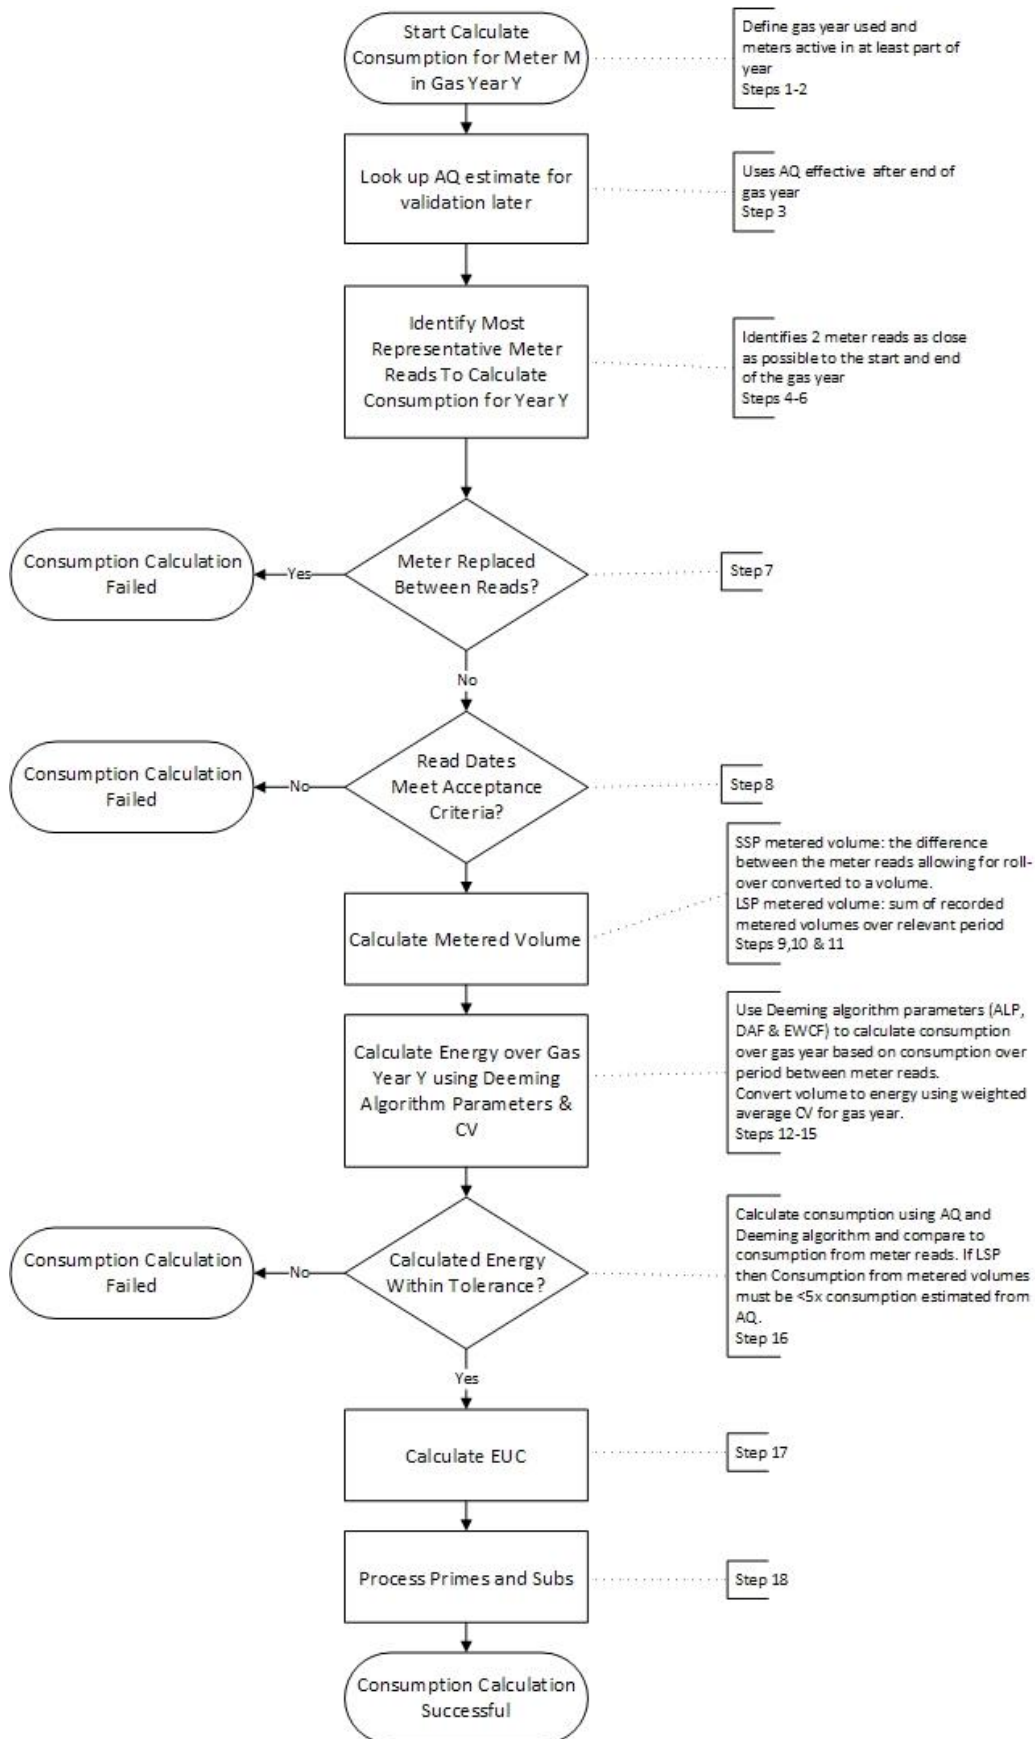 Start Calculate
Consumption for Meter M
in Gas Year Y
Define gas year used and
meters active in at least part of
year
Steps 1-2
Look up AQ estimate for
validation later
Uses AQ effective after end of
gas year
Step 3
Identify Most
Representative Meter
Reads To Calculate
Consumption for Year Y
Identifies 2 meter reads as close
as possible to the start and end
of the gas year
Steps 4-6
Consumption Calculation
Failed
Yes
Meter Replaced
Between Reads?
Step 7
No
Consumption Calculation
Failed
No
Read Dates
Meet Acceptance
Criteria?
Step 8
Calculate Metered Volume
SSP metered volume: the difference
between the meter reads allowing for roll-
over converted to a volume.
LSP metered volume: sum of recorded
metered volumes over relevant period
Steps 9,10 & 11
Calculate Energy over Gas
Year Y using Deeming
Algorithm Parameters &
CV
Use Deeming algorithm parameters (ALP,
DAF & EWCF) to calculate consumption
over gas year based on consumption over
period between meter reads.
Convert volume to energy using weighted
average CV for gas year.
Steps 12-15
Consumption Calculation
Failed
No
Calculated Energy
Within Tolerance?
Calculate consumption using AQ and
Deeming algorithm and compare to
consumption from meter reads. If LSP
then Consumption from metered volumes
must be <5x consumption estimated from
AQ.
Step 16
Yes
Calculate EUC
Step 17
Process Primes and Subs
Step 18
Consumption Calculation
Successful